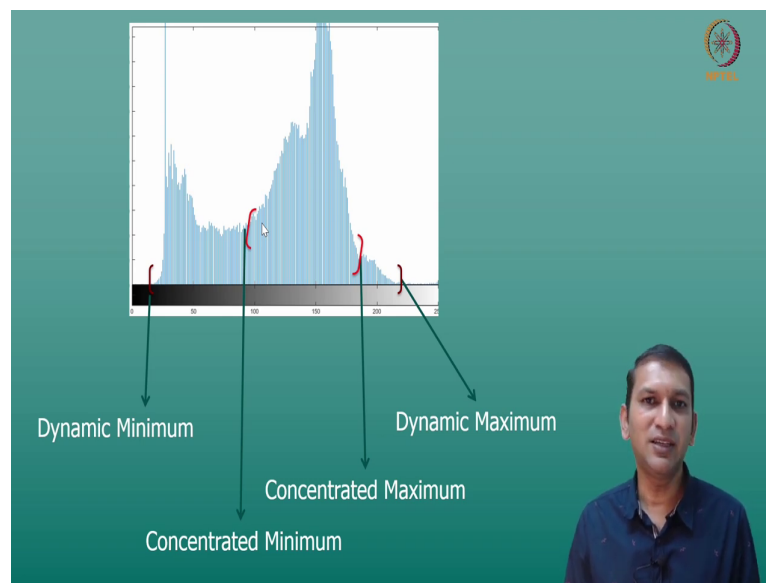 NPTEL
0 50 100 150 200 25
Dynamic Minimum
Dynamic Maximum
Concentrated Maximum
Concentrated Minimum